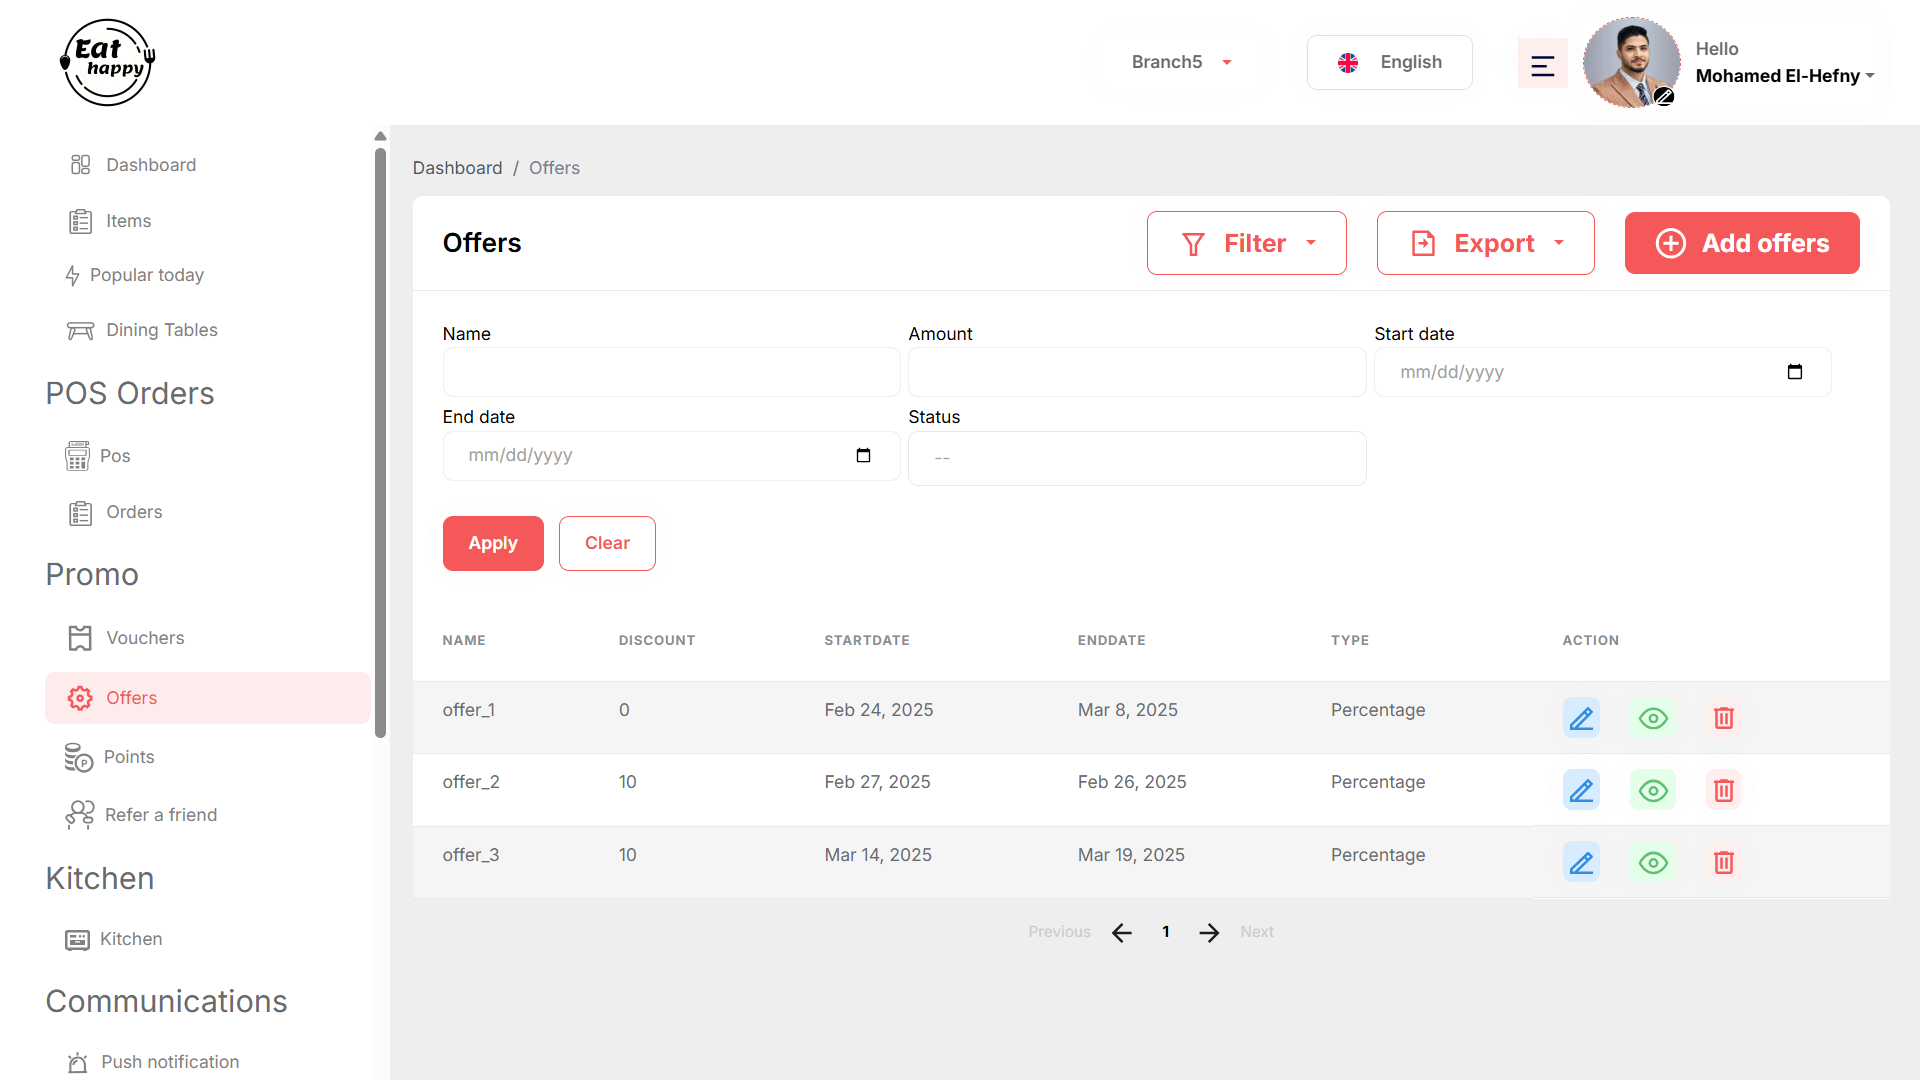 Eat
happy
Branch5
English
Hello
Mohamed El-Hefny
Dashboard
Items
Popular today
Dining Tables
POS Orders
Pos
Orders
Promo
Vouchers
Offers
Points
Refer a friend
Kitchen
Kitchen
Communications
Push notification
Dashboard / Offers
Offers
Filter
Export
Add offers
Name
Amount
Start date
mm/dd/yyyy
End date
Status
mm/dd/yyyy
--
Apply
Clear
NAME DISCOUNT STARTDATE ENDDATE TYPE ACTION
offer_1 0 Feb 24, 2025 Mar 8, 2025 Percentage
offer_2 10 Feb 27, 2025 Feb 26, 2025 Percentage
offer_3 10 Mar 14, 2025 Mar 19, 2025 Percentage
Previous 1 Next